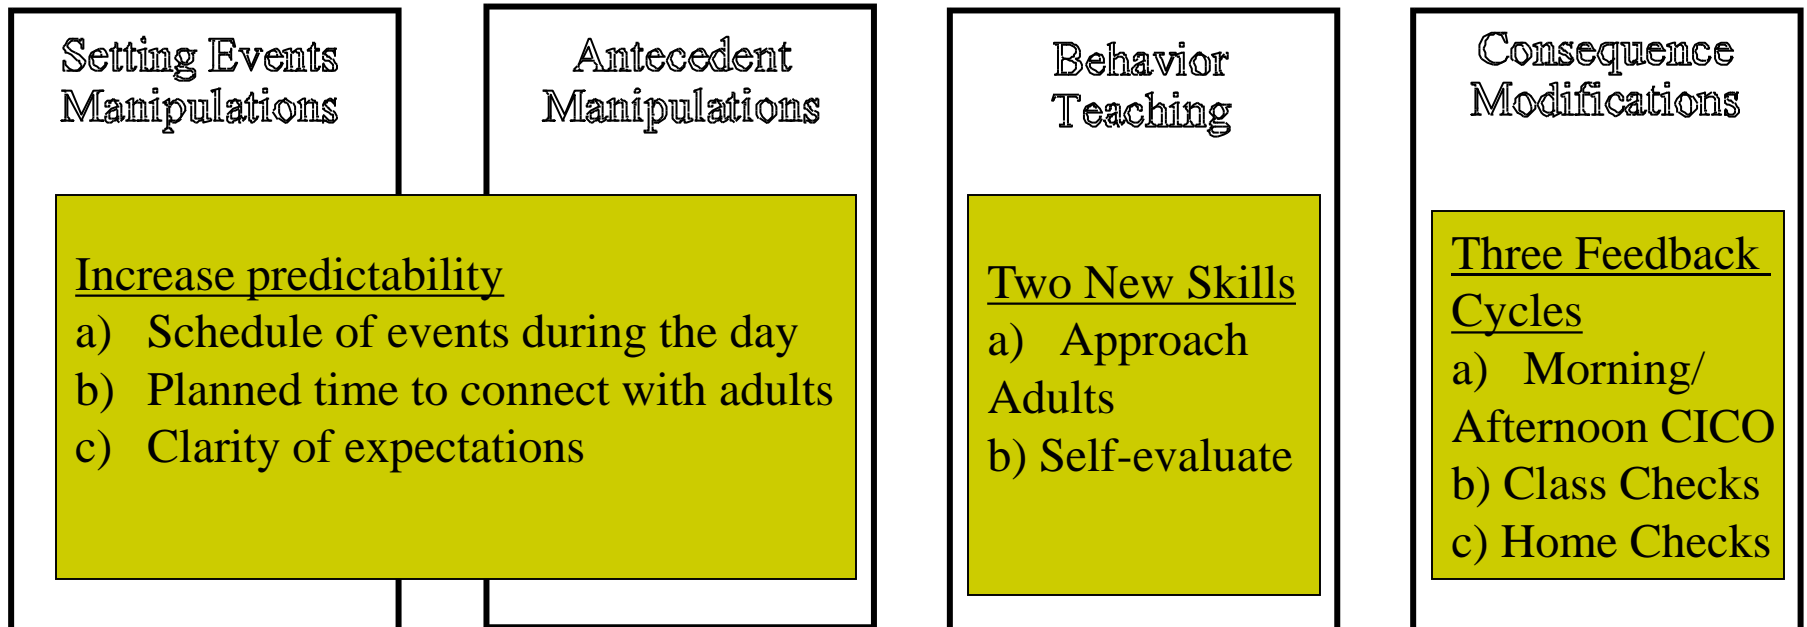 Setting Events
Manipulations
Antecedent
Manipulations
Behavior
Teaching
Consequence
Modifications
Increase predictability
a) Schedule of events during the day
b) Planned time to connect with adults
c) Clarity of expectations
Two New Skills
a) Approach
Adults
b) Self-evaluate
Three Feedback
Cycles
a) Morning/
Afternoon CICO
b) Class Checks
c) Home Checks